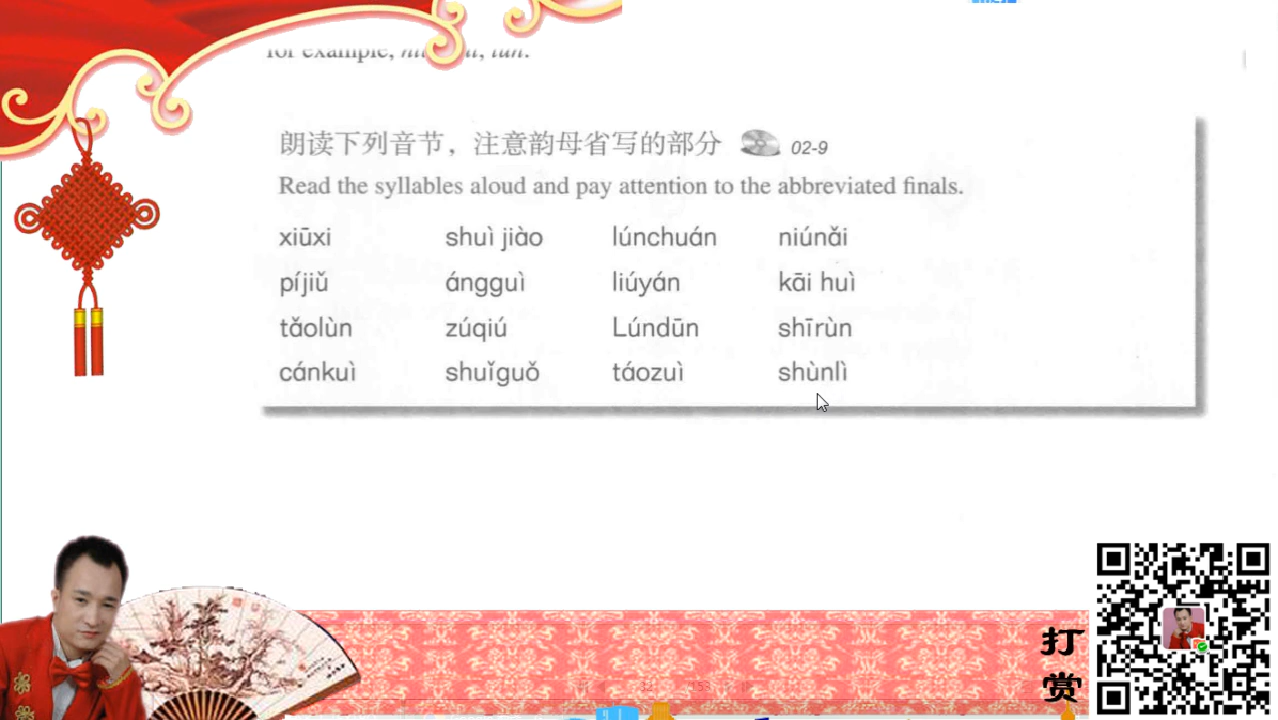 for example,
朗读下列音节，注意韵母省写的部分 02-9
Read the syllables aloud and pay attention to the abbreviated finals.
xiūxi shuì jiào lúnchuán niúnǎi
píjiǔ ángguì liúyán kāi huì
tǎolùn zúqiú Lúndūn shīrùn
cánkuì shuǐguǒ táozuì shùnlì
打
赏